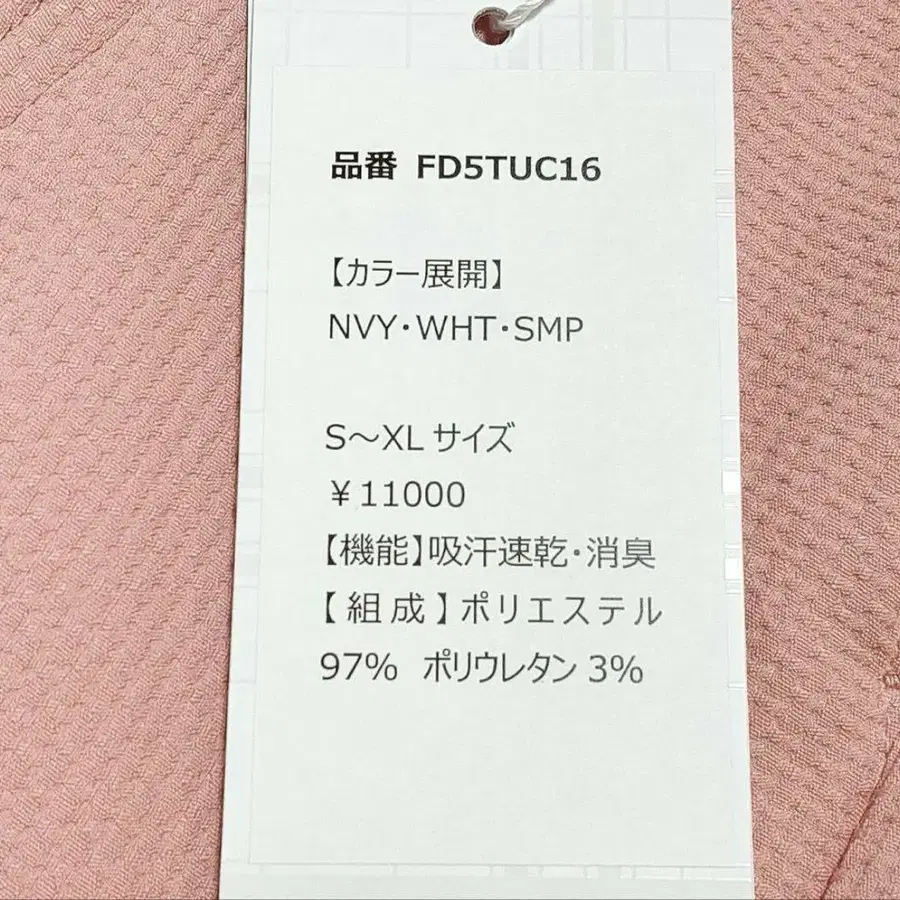 品番 FD5TUC16
【カラー展開】
NVY・WHT・SMP
S～XLサイズ
￥11000
【機能】吸汗速乾・消臭
【組成】ポリエステル
97% ポリウレタン 3%